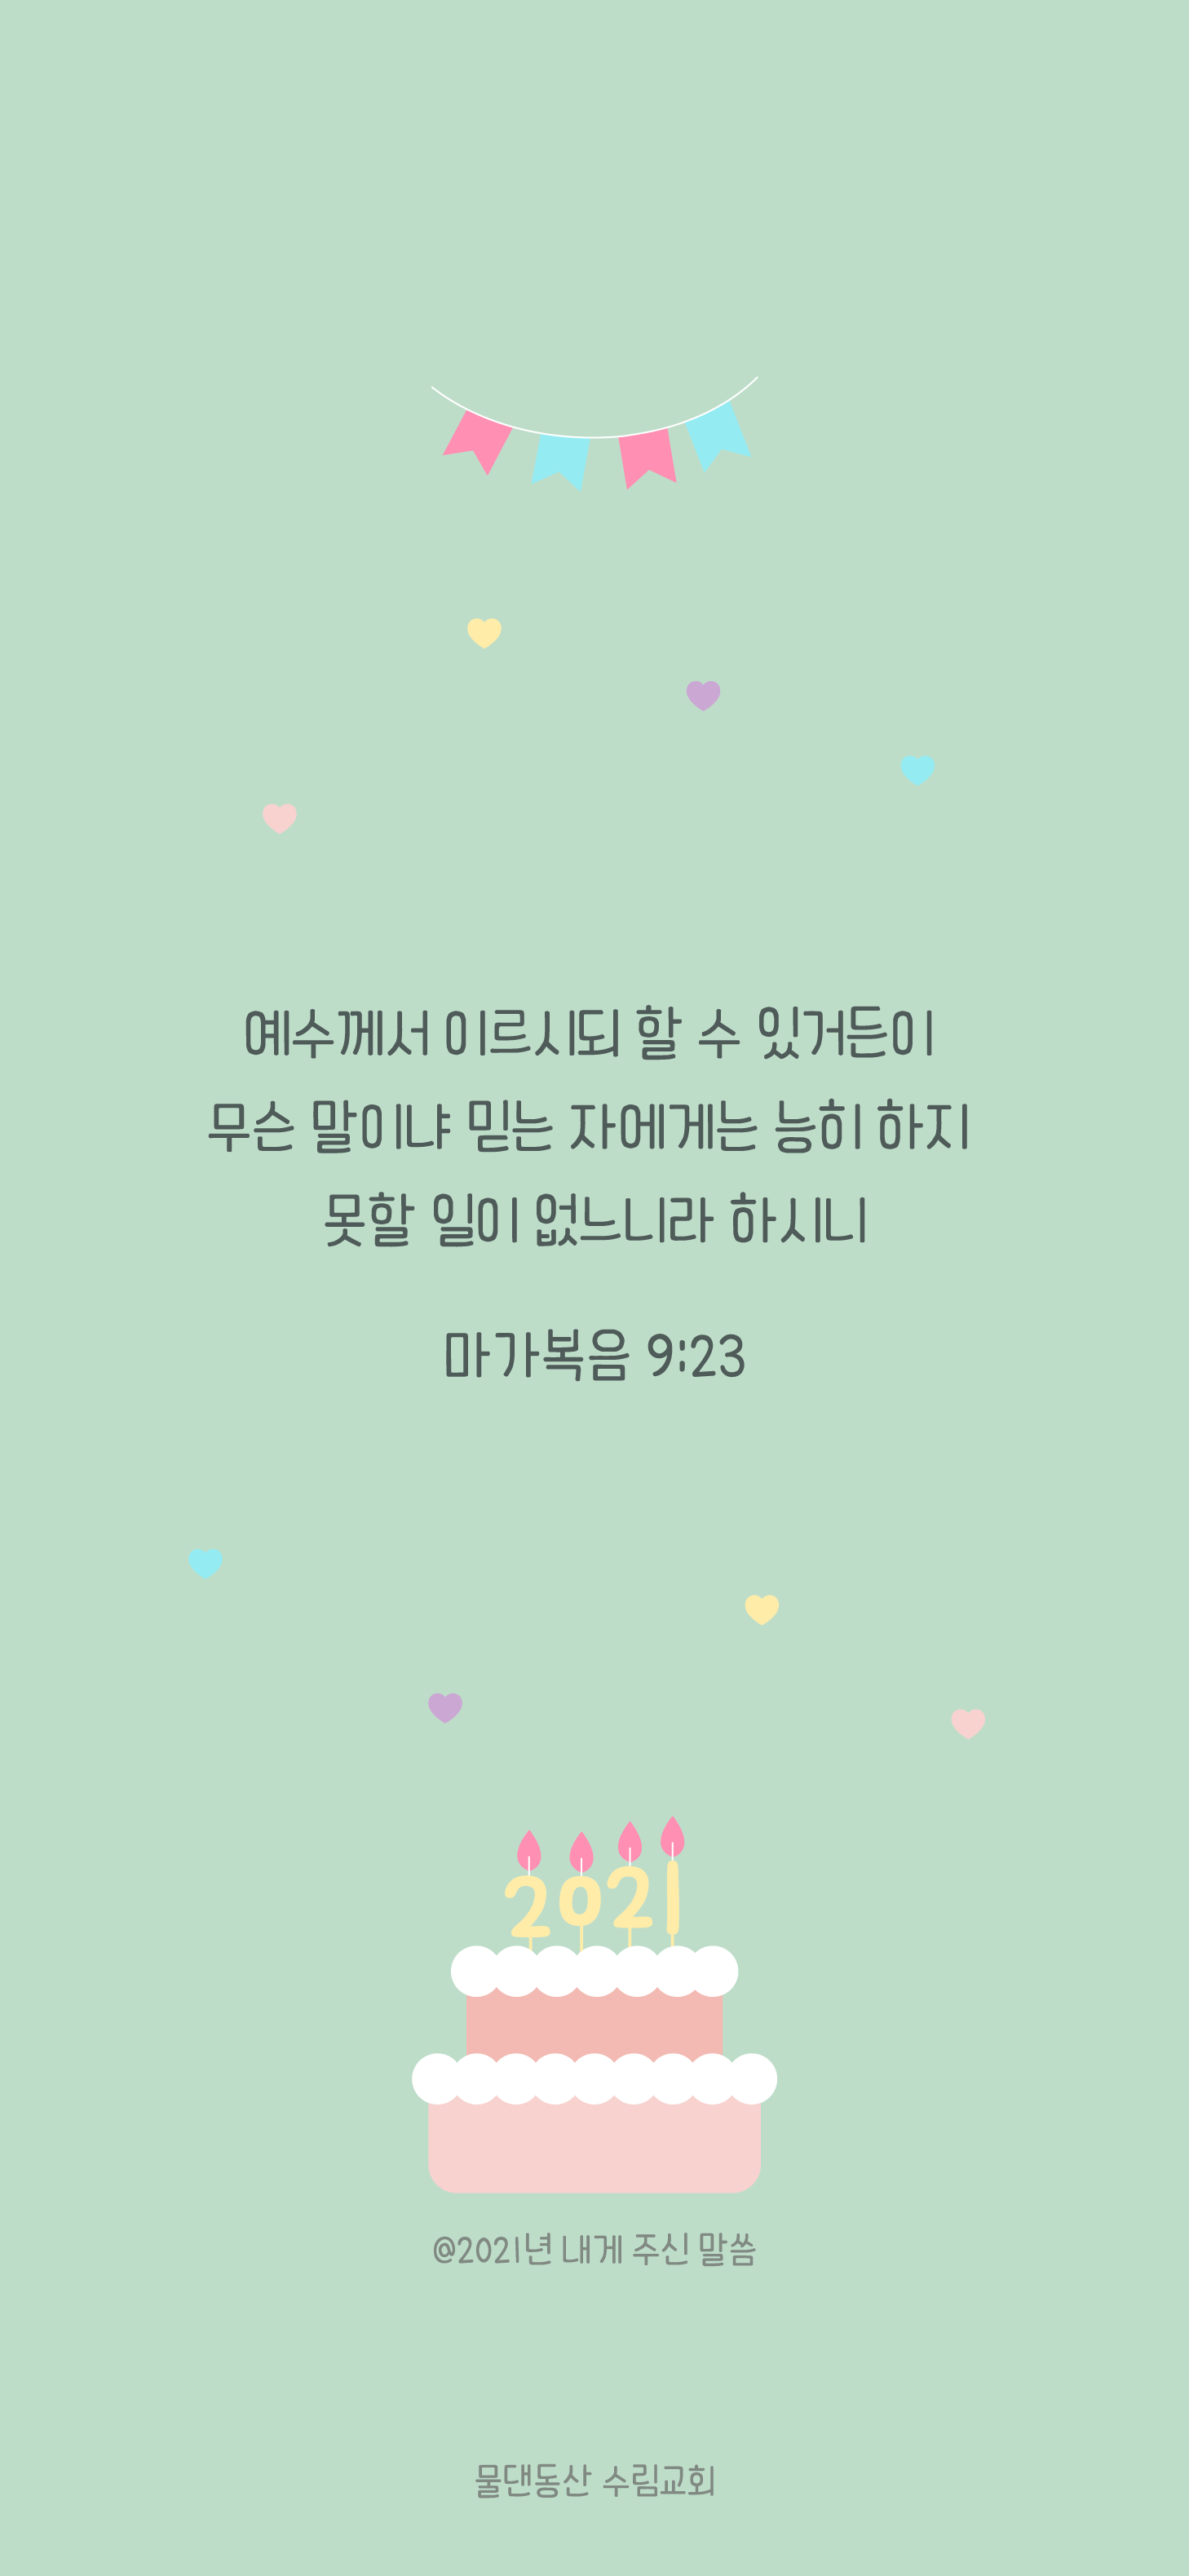 예수께서 이르시되 할 수 있거든이
무슨 말이냐 믿는 자에게는 능히 하지
못할 일이 없느니라 하시니
마가복음 9:23
2021
@2021년 내게 주신 말씀
물댄동산 수림교회